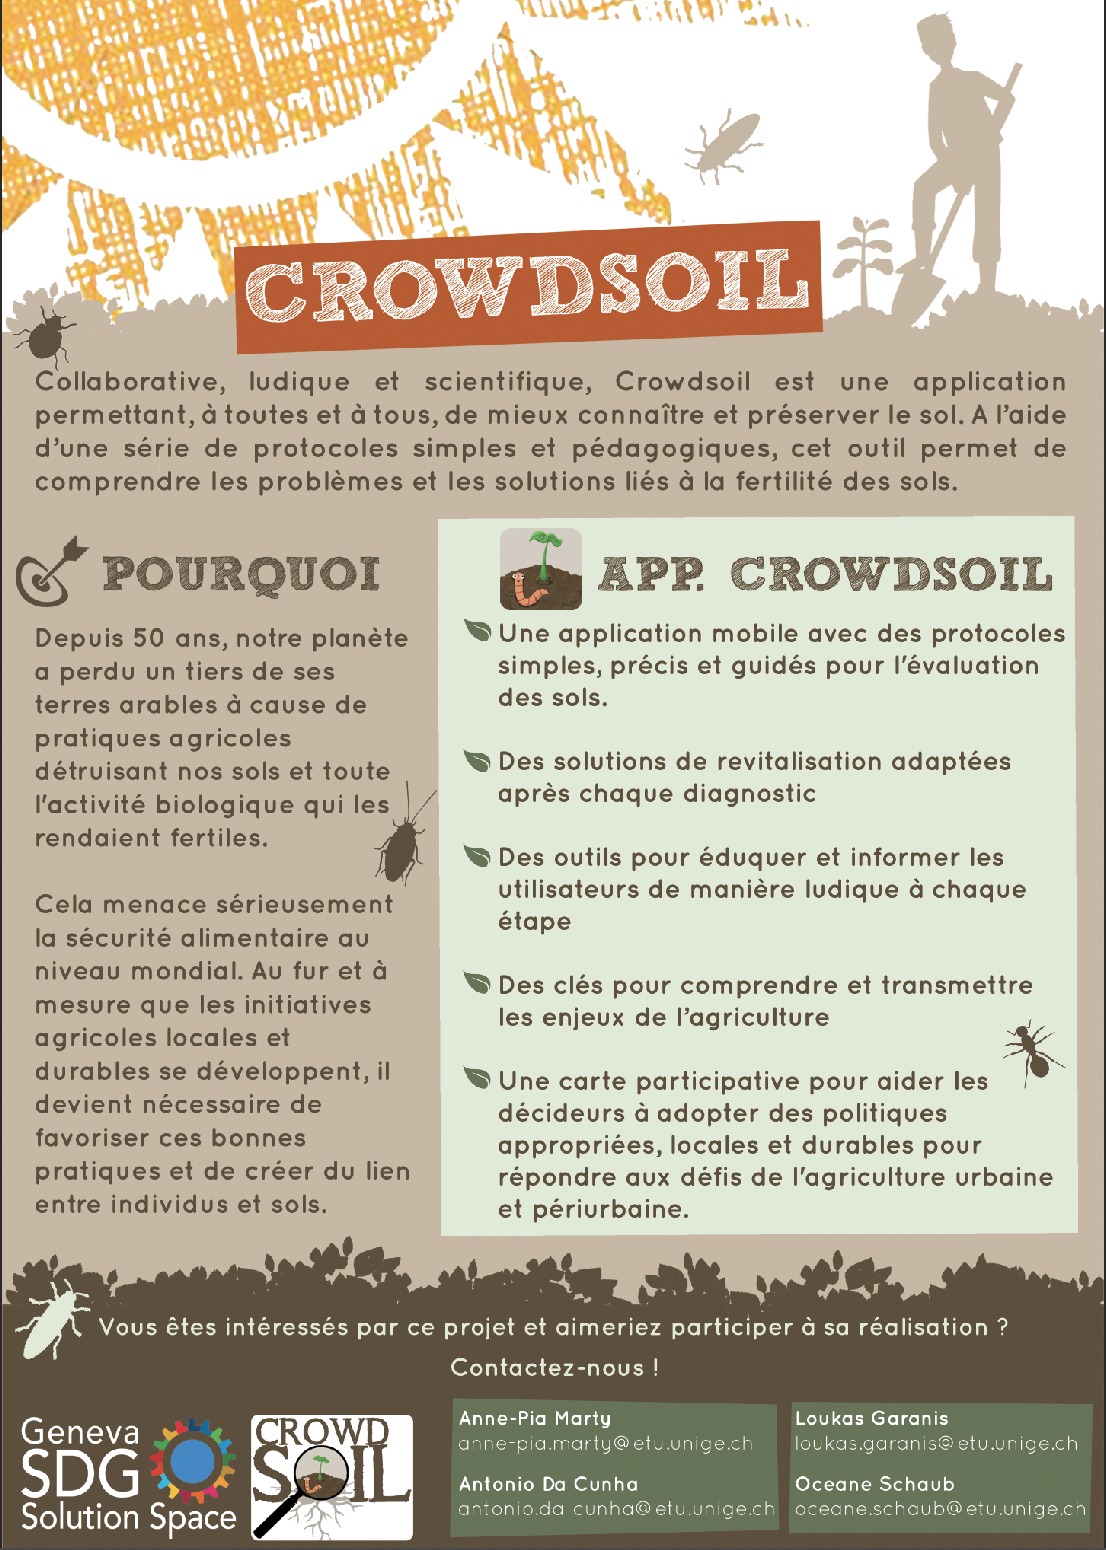 CROWDSOIL
Collaborative, ludique et scientifique, Crowdsoil est une application
permettant, à toutes et à tous, de mieux connaître et préserver le sol. A l’aide
d’une série de protocoles simples et pédagogiques, cet outil permet de
comprendre les problèmes et les solutions liés à la fertilité des sols.
POURQUOI
Depuis 50 ans, notre planète
a perdu un tiers de ses
terres arables à cause de
pratiques agricoles
détruisant nos sols et toute
l'activité biologique qui les
rendaient fertiles.
Cela menace sérieusement
la sécurité alimentaire au
niveau mondial. Au fur et à
mesure que les initiatives
agricoles locales et
durables se développent, il
devient nécessaire de
favoriser ces bonnes
pratiques et de créer du lien
entre individus et sols.
APP. CROWDSOIL
Une application mobile avec des protocoles
simples, précis et guidés pour l'évaluation
des sols.
Des solutions de revitalisation adaptées
après chaque diagnostic
Des outils pour éduquer et informer les
utilisateurs de manière ludique à chaque
étape
Des clés pour comprendre et transmettre
les enjeux de l’agriculture
Une carte participative pour aider les
décideurs à adopter des politiques
appropriées, locales et durables pour
répondre aux défis de l'agriculture urbaine
et périurbaine.
Vous êtes intéressés par ce projet et aimeriez participer à sa réalisation ?
Contactez-nous !
Geneva
SDG
Solution Space
CROWD
SOIL
Anne-Pia Marty
anne-pia.marty@etu.unige.ch
Antonio Da Cunha
antonio.da cunha@etu.unige.ch
Loukas Garanis
loukas.garanis@etu.unige.ch
Oceane Schaub
oceane.schaub@etu.unige.ch